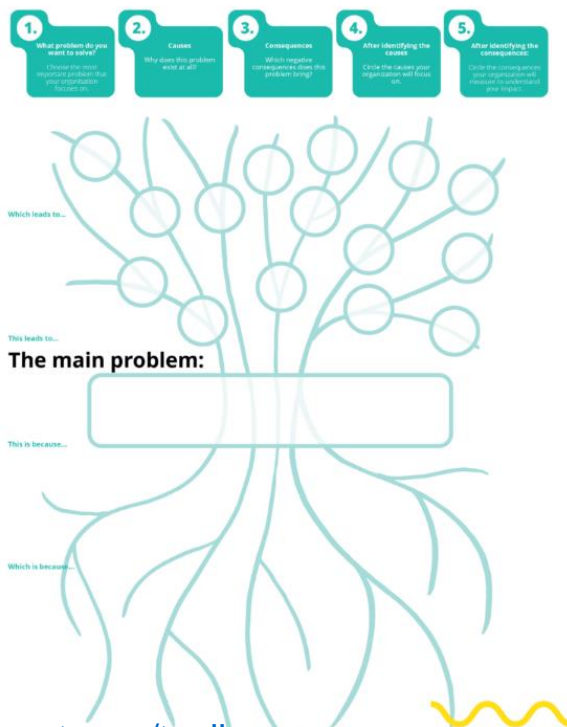 1.
What problem do you
want to solve?
Choose the most
important problem that
your organisation
focuses on.
2.
Causes
Why does this problem
exist at all?
3.
Consequences
Which negative
consequences does this
problem bring?
4.
After identifying the
causes
Circle the causes your
organization will focus
on.
5.
After identifying the
consequences:
Circle the consequences
your organisation will
measure to understand
your impact.
Which leads to...
This leads to...
The main problem:
This is because...
Which is because...